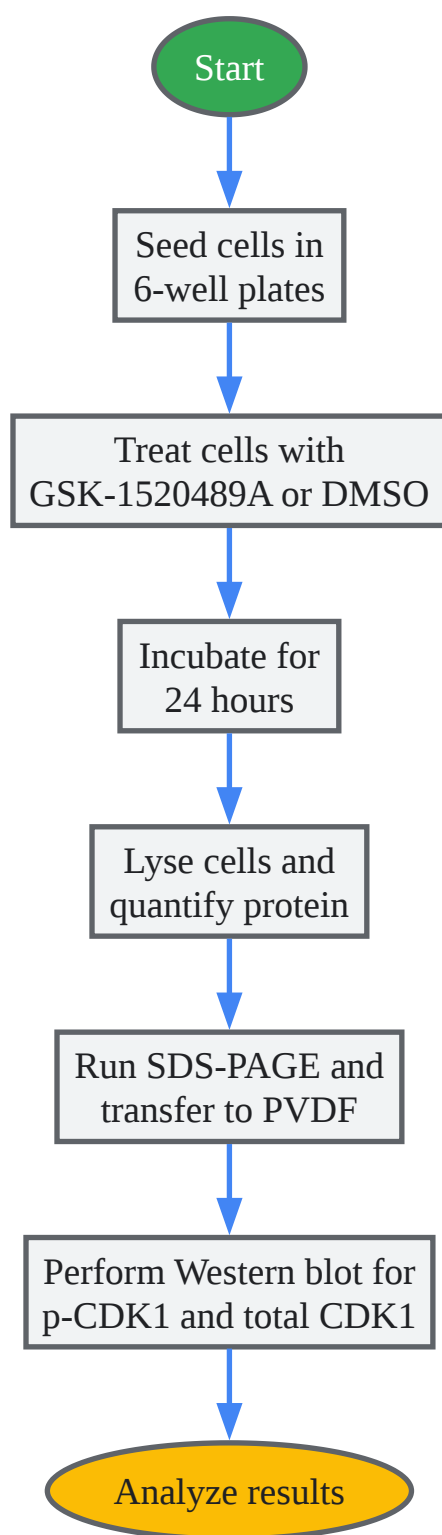 Start
Seed cells in
6-well plates
Treat cells with
GSK-1520489A or DMSO
Incubate for
24 hours
Lyse cells and
quantify protein
Run SDS-PAGE and
transfer to PVDF
Perform Western blot for
p-CDK1 and total CDK1
Analyze results